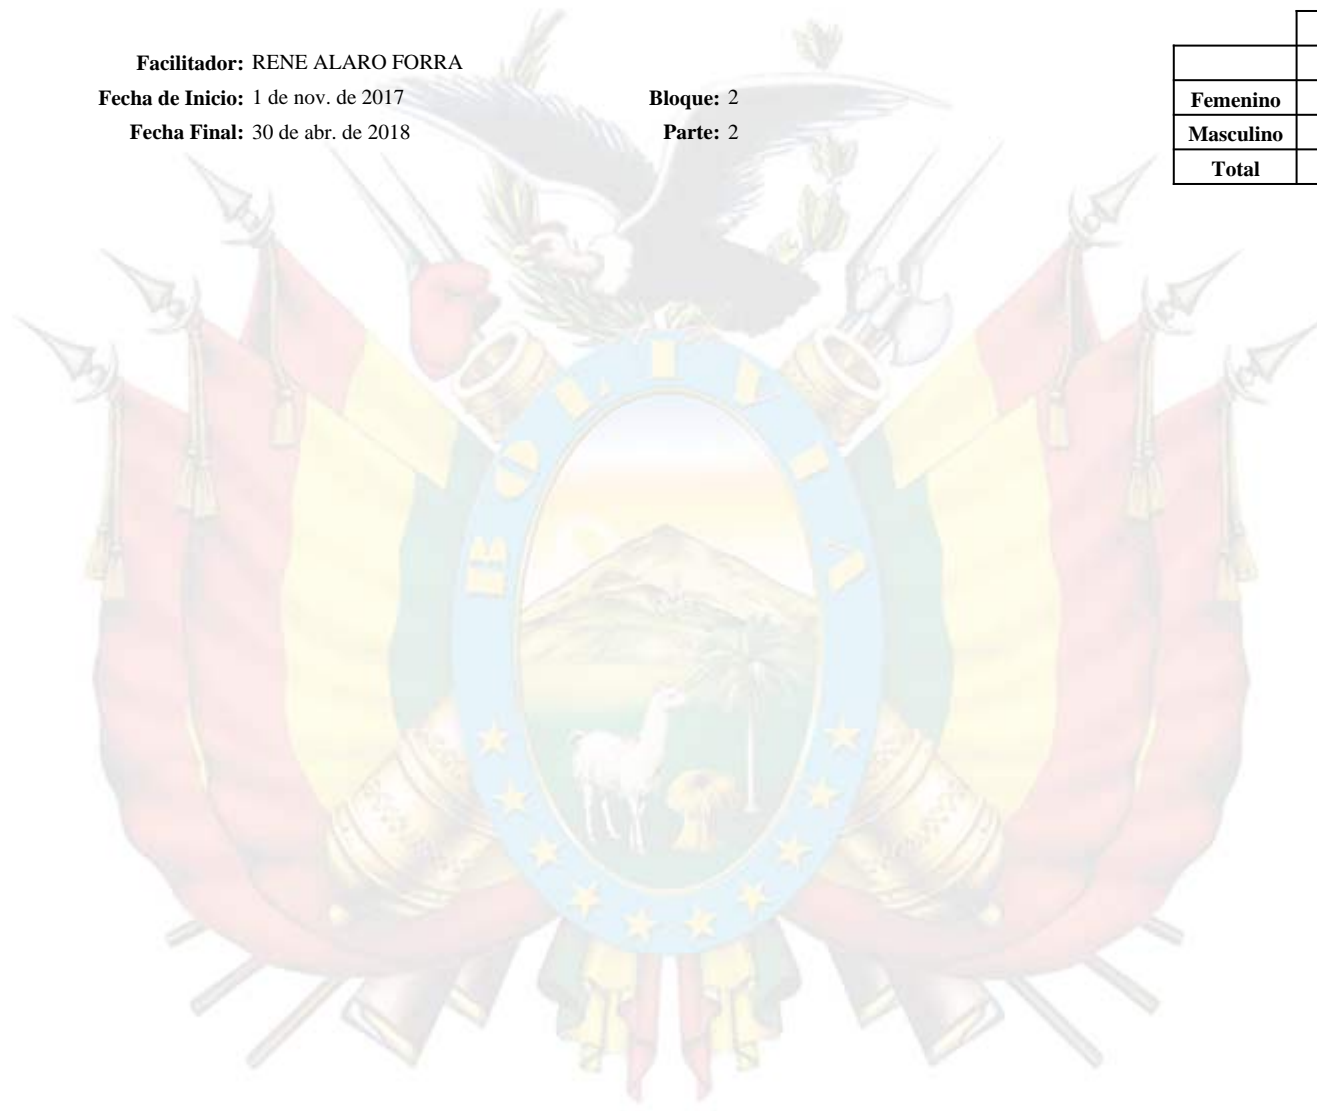 Facilitador: RENE ALARO FORRA
Fecha de Inicio: 1 de nov. de 2017 Bloque: 2
Fecha Final: 30 de abr. de 2018 Parte: 2
Femenino
Masculino
Total
BOLIVIA